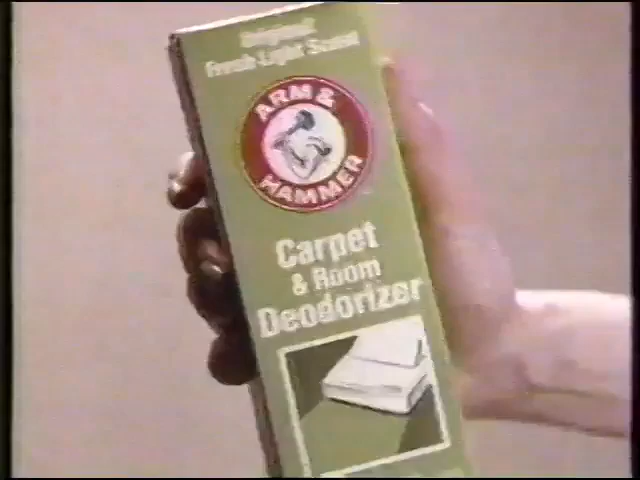 Original
Fresh Light Scent
ARM &
HAMMER
Carpet
& Room
Deodorizer